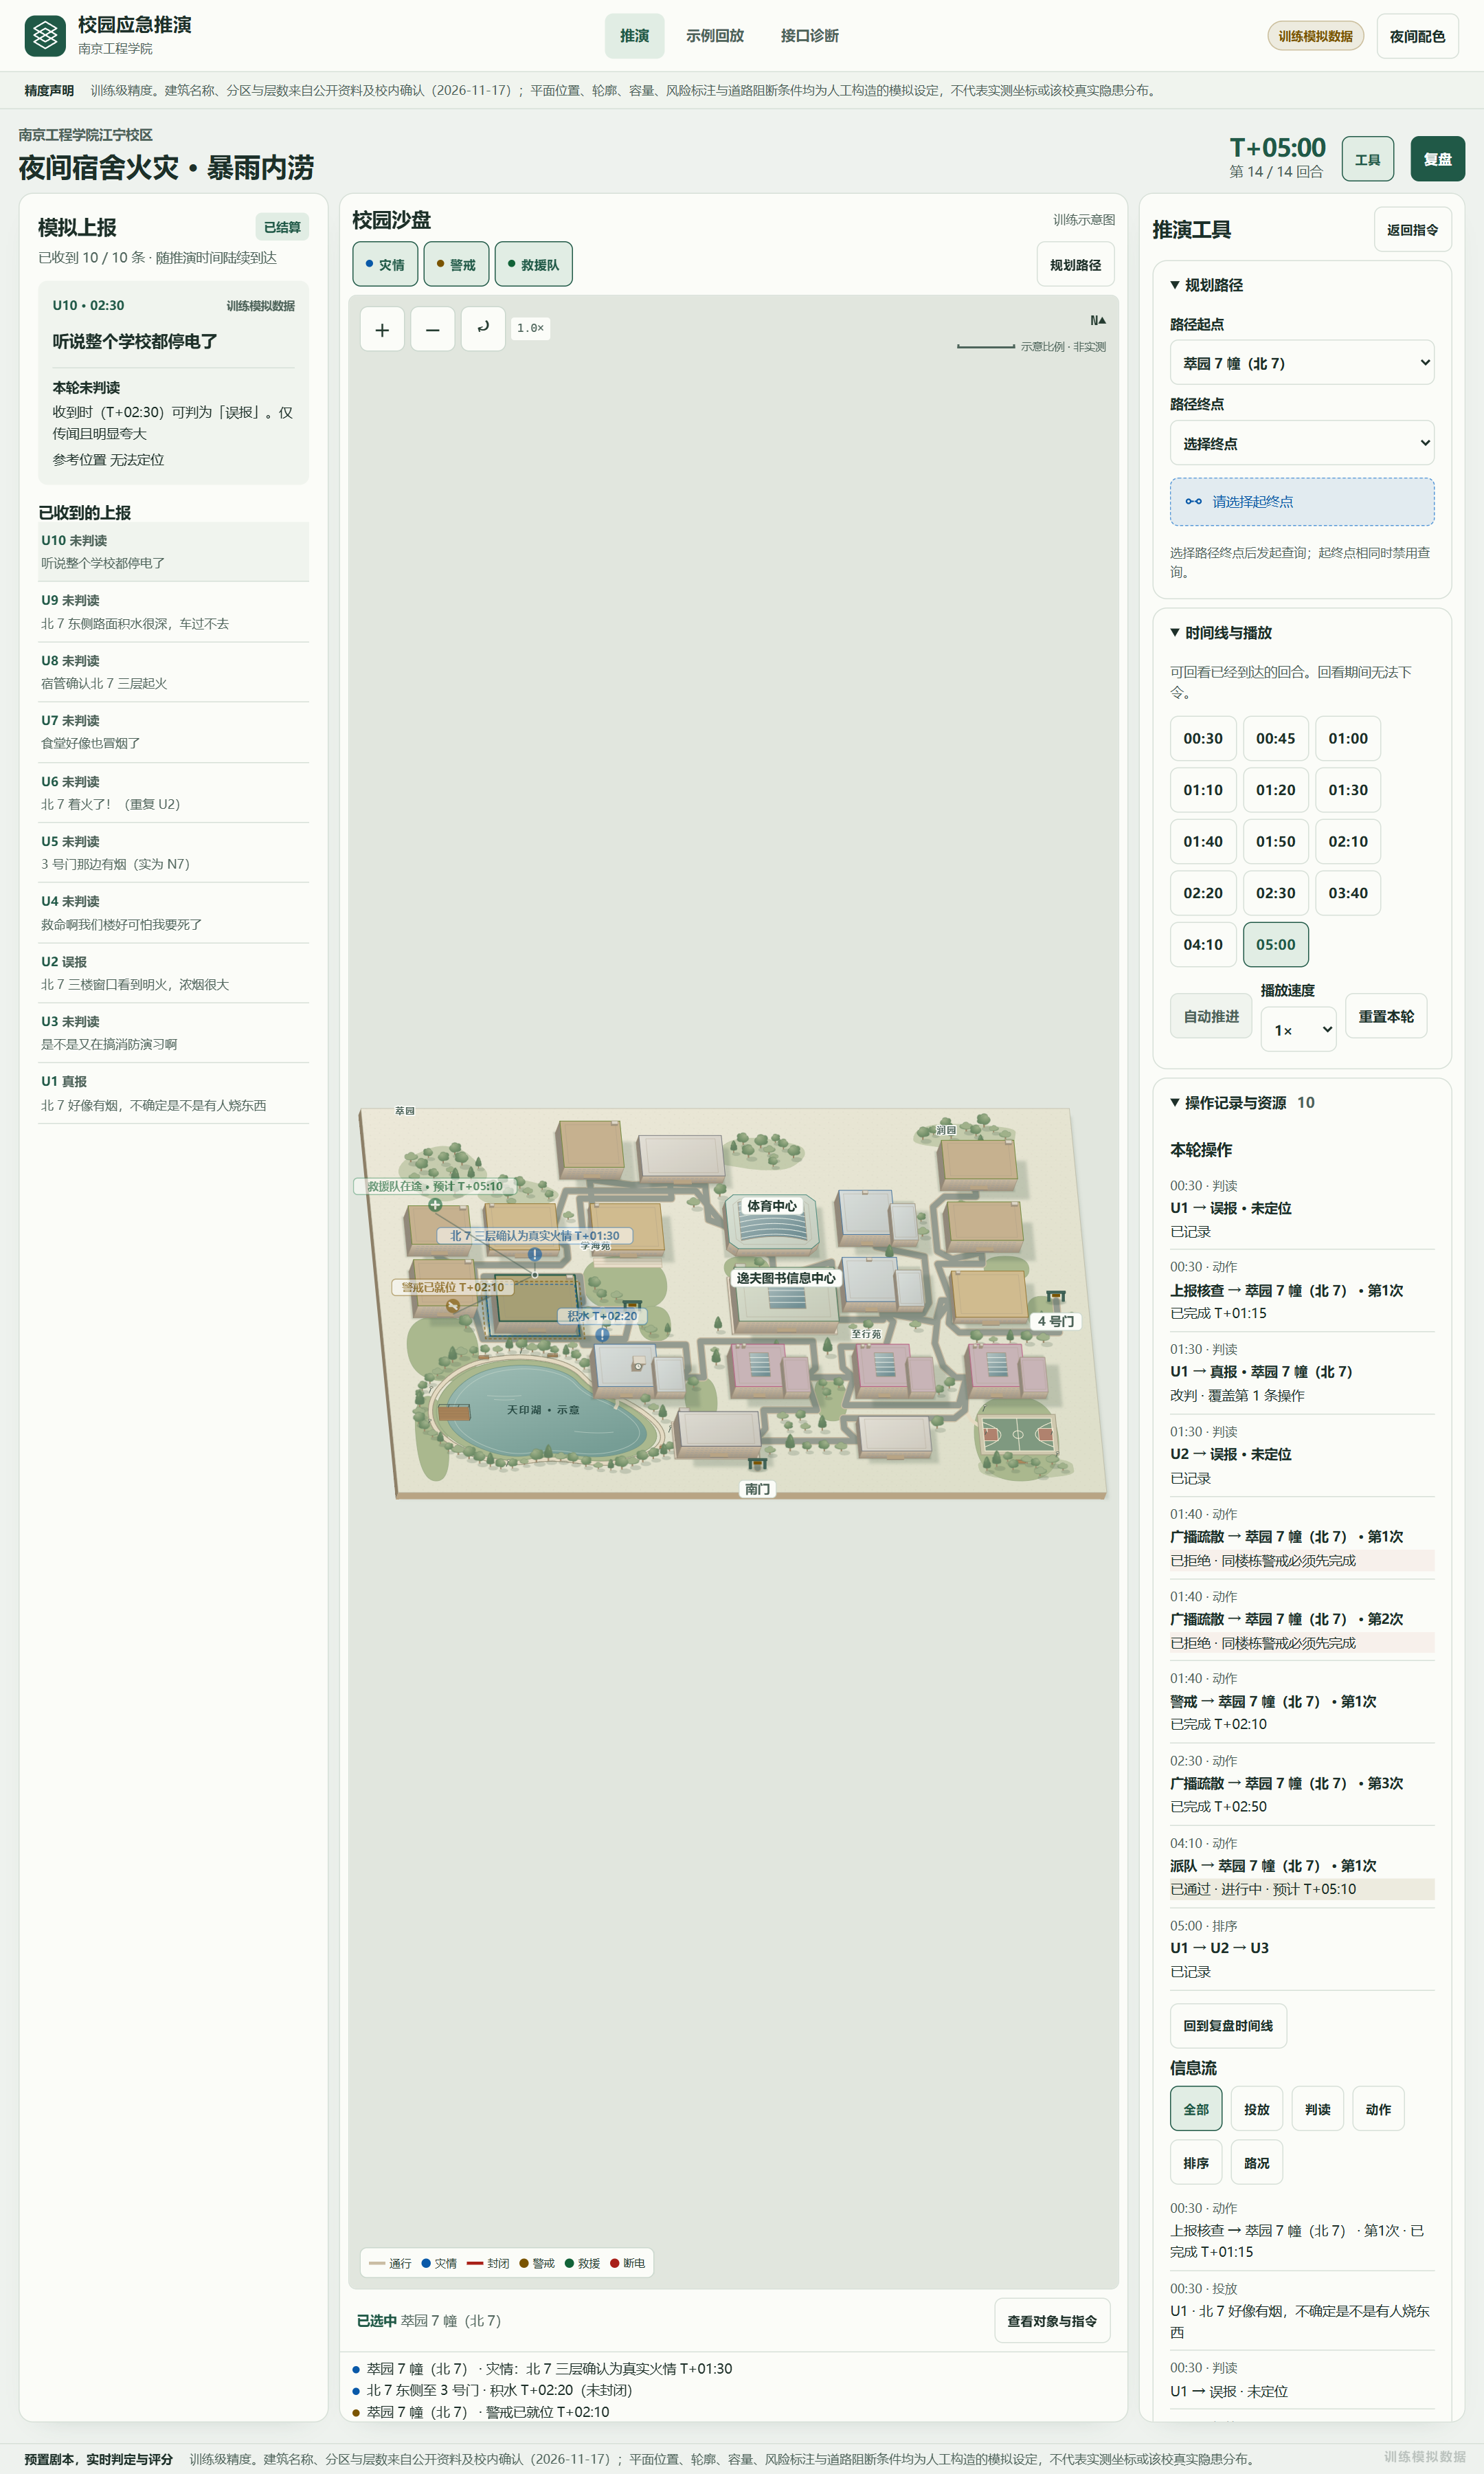 校园应急推演
南京工程学院
推演
示例回放
接口诊断
训练模拟数据
夜间配色
精度声明 训练级精度。建筑名称、分区与层数来自公开资料及校内确认（2026-11-17）；平面位置、轮廓、容量、风险标注与道路阻断条件均为人工构造的模拟设定，不代表实测坐标或该校真实隐患分布。
南京工程学院江宁校区
夜间宿舍火灾·暴雨内涝
T+05:00
第 14 / 14 回合
工具
复盘
模拟上报
已结算
已收到 10 / 10 条 · 随推演时间陆续到达
U10 • 02:30
训练模拟数据
听说整个学校都停电了
本轮未判读
收到时（T+02:30）可判为「误报」。仅
传闻且明显夸大
参考位置 无法定位
已收到的上报
U10 未判读
听说整个学校都停电了
U9 未判读
北 7 东侧路面积水很深，车过不去
U8 未判读
宿管确认北 7 三层起火
U7 未判读
食堂好像也冒烟了
U6 未判读
北 7 着火了！（重复 U2）
U5 未判读
3 号门那边有烟（实为 N7）
U4 未判读
救命啊我们楼好可怕我要死了
U2 误报
北 7 三楼窗口看到明火，浓烟很大
U3 未判读
是不是又在搞消防演习啊
U1 真报
北 7 好像有烟，不确定是不是有人烧东西
校园沙盘
训练示意图
灾情
警戒
救援队
规划路径
+
−
1.0×
N▲
示意比例 · 非实测
萃园
润园
救援队在途 • 预计 T+05:10
体育中心
北 7 三层确认为真实火情 T+01:30
学海苑
逸夫图书信息中心
警戒已就位 T+02:10
积水 T+02:20
4 号门
至行苑
天印湖 · 示意
南门
通行
灾情
封闭
警戒
救援
断电
已选中 萃园 7 幢（北 7）
查看对象与指令
萃园 7 幢（北 7） · 灾情：北 7 三层确认为真实火情 T+01:30
北 7 东侧至 3 号门 · 积水 T+02:20（未封闭）
萃园 7 幢（北 7） · 警戒已就位 T+02:10
推演工具
返回指令
▼ 规划路径
路径起点
萃园 7 幢（北 7）
路径终点
选择终点
请选择起终点
选择路径终点后发起查询；起终点相同时禁用查
询。
▼ 时间线与播放
可回看已经到达的回合。回看期间无法下
令。
00:30
00:45
01:00
01:10
01:20
01:30
01:40
01:50
02:10
02:20
02:30
03:40
04:10
05:00
自动推进
播放速度
1×
重置本轮
▼ 操作记录与资源 10
本轮操作
00:30 · 判读
U1 → 误报 • 未定位
已记录
00:30 · 动作
上报核查 → 萃园 7 幢（北 7） • 第1次
已完成 T+01:15
01:30 · 判读
U1 → 真报 • 萃园 7 幢（北 7）
改判 · 覆盖第 1 条操作
01:30 · 判读
U2 → 误报 • 未定位
已记录
01:40 · 动作
广播疏散 → 萃园 7 幢（北 7） • 第1次
已拒绝 · 同楼栋警戒必须先完成
01:40 · 动作
广播疏散 → 萃园 7 幢（北 7） • 第2次
已拒绝 · 同楼栋警戒必须先完成
01:40 · 动作
警戒 → 萃园 7 幢（北 7） • 第1次
已完成 T+02:10
02:30 · 动作
广播疏散 → 萃园 7 幢（北 7） • 第3次
已完成 T+02:50
04:10 · 动作
派队 → 萃园 7 幢（北 7） • 第1次
已通过 · 进行中 · 预计 T+05:10
05:00 · 排序
U1 → U2 → U3
已记录
回到复盘时间线
信息流
全部
投放
判读
动作
排序
路况
00:30 · 动作
上报核查 → 萃园 7 幢（北 7） · 第1次 · 已
完成 T+01:15
00:30 · 投放
U1 · 北 7 好像有烟，不确定是不是有人烧东
西
00:30 · 判读
U1 → 误报 · 未定位
预置剧本，实时判定与评分 训练级精度。建筑名称、分区与层数来自公开资料及校内确认（2026-11-17）；平面位置、轮廓、容量、风险标注与道路阻断条件均为人工构造的模拟设定，不代表实测坐标或该校真实隐患分布。
训练模拟数据